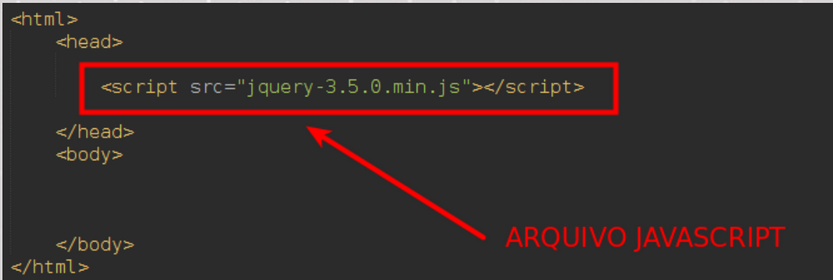 <html>
<head>
<script src="jquery-3.5.0.min.js"></script>
</head>
<body>
ARQUIVO JAVASCRIPT
</body>
</html>